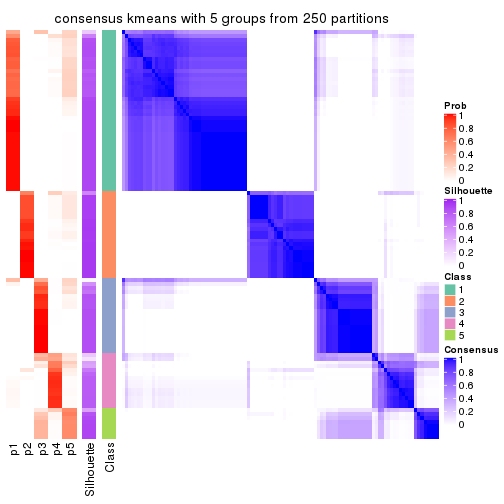 consensus kmeans with 5 groups from 250 partitions
Prob
1
0.8
0.6
0.4
0.2
0
Silhouette
1
0.8
0.6
0.4
0.2
0
Class
1
2
3
4
5
Consensus
1
0.8
0.6
0.4
0.2
0
p1
p2
p3
p4
p5
Silhouette
Class